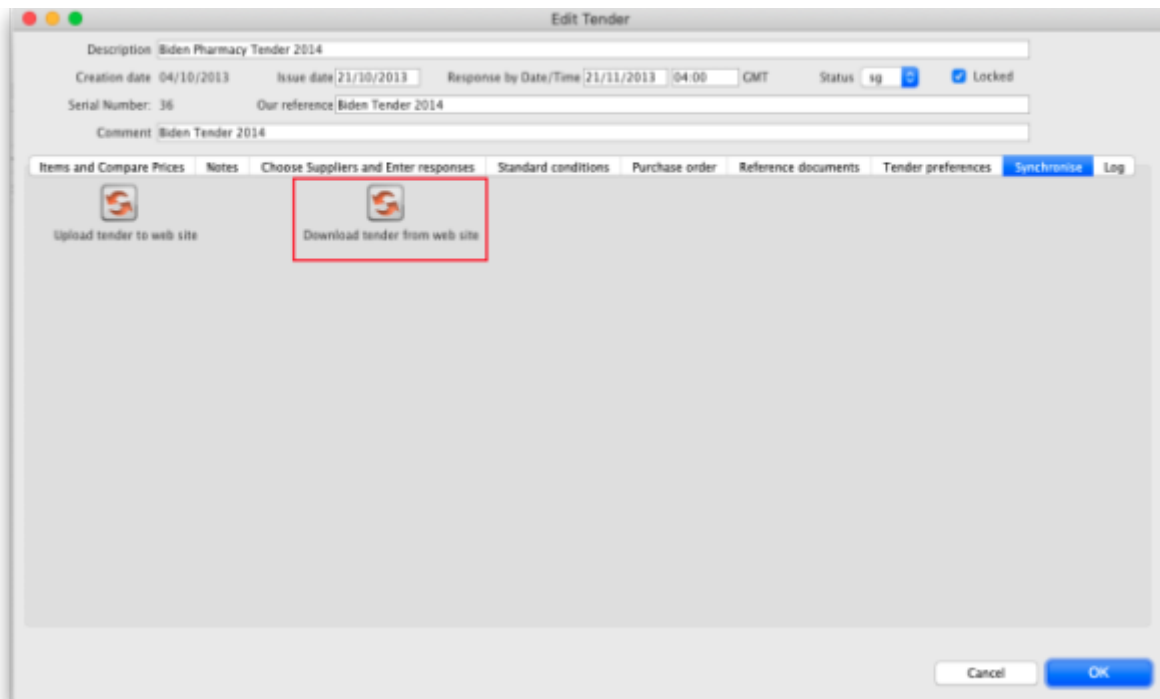 Edit Tender
Description Biden Pharmacy Tender 2014
Creation date 04/10/2013 Issue date 21/10/2013 Response by Date/Time 21/11/2013 04:00 GMT Status sg Locked
Serial Number: 36 Our reference Biden Tender 2014
Comment Biden Tender 2014
Items and Compare Prices Notes Choose Suppliers and Enter responses Standard conditions Purchase order Reference documents Tender preferences Synchronise Log
Upload tender to web site Download tender from web site
Cancel OK